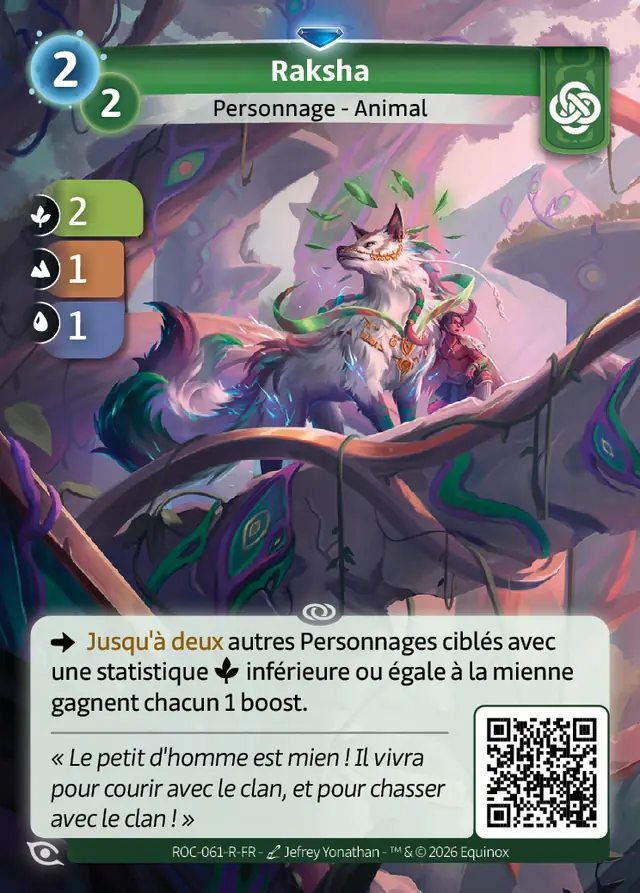 2
Raksha
2
Personnage - Animal
2
1
1
Jusqu'à deux autres Personnages ciblés avec
une statistique inférieure ou égale à la mienne
gagnent chacun 1 boost.
« Le petit d'homme est mien ! Il vivra
pour courir avec le clan, et pour chasser
avec le clan ! »
ROC-061-R-FR - Jefrey Yonathan - ™ & © 2026 Equinox